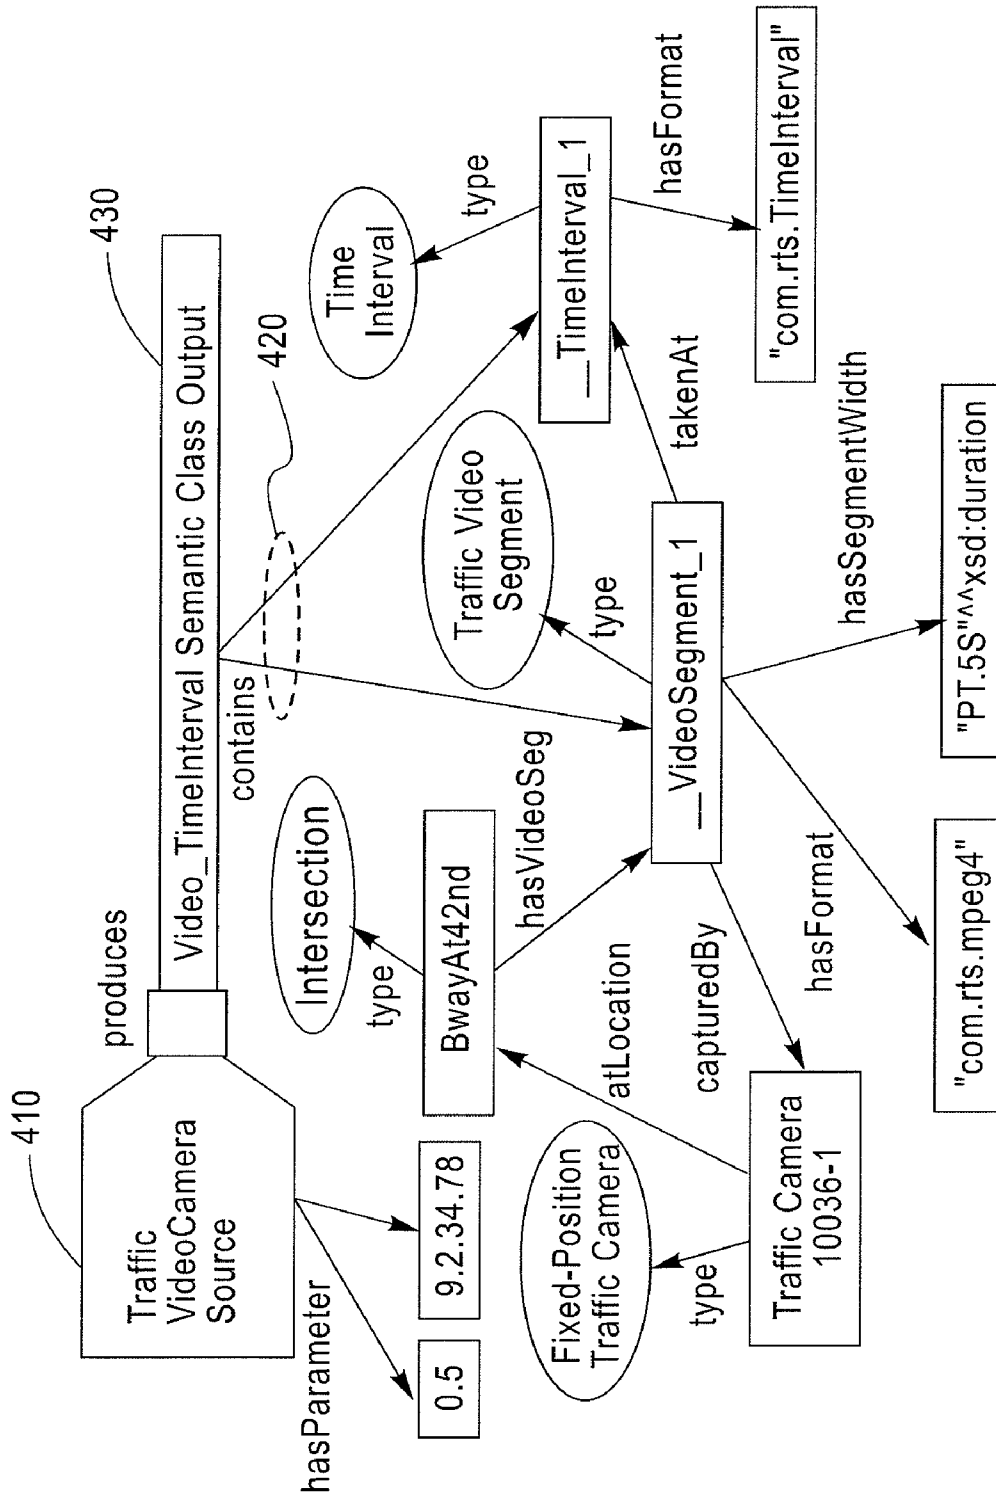 410
Traffic
VideoCamera
Source
produces
430
Video_TimeInterval Semantic Class Output
hasParameter
0.5
9.2.34.78
contains
420
Intersection
type
BwayAt42nd
hasVideoSeg
Time
Interval
type
__TimeInterval_1
hasFormat
"com.rts.TimeInterval"
Traffic Video
Segment
type
takenAt
__VideoSegment_1
Fixed-Position
Traffic Camera
type
atLocation
capturedBy
Traffic Camera
10036-1
hasFormat
"com.rts.mpeg4"
hasSegmentWidth
"PT.5S"^^xsd:duration